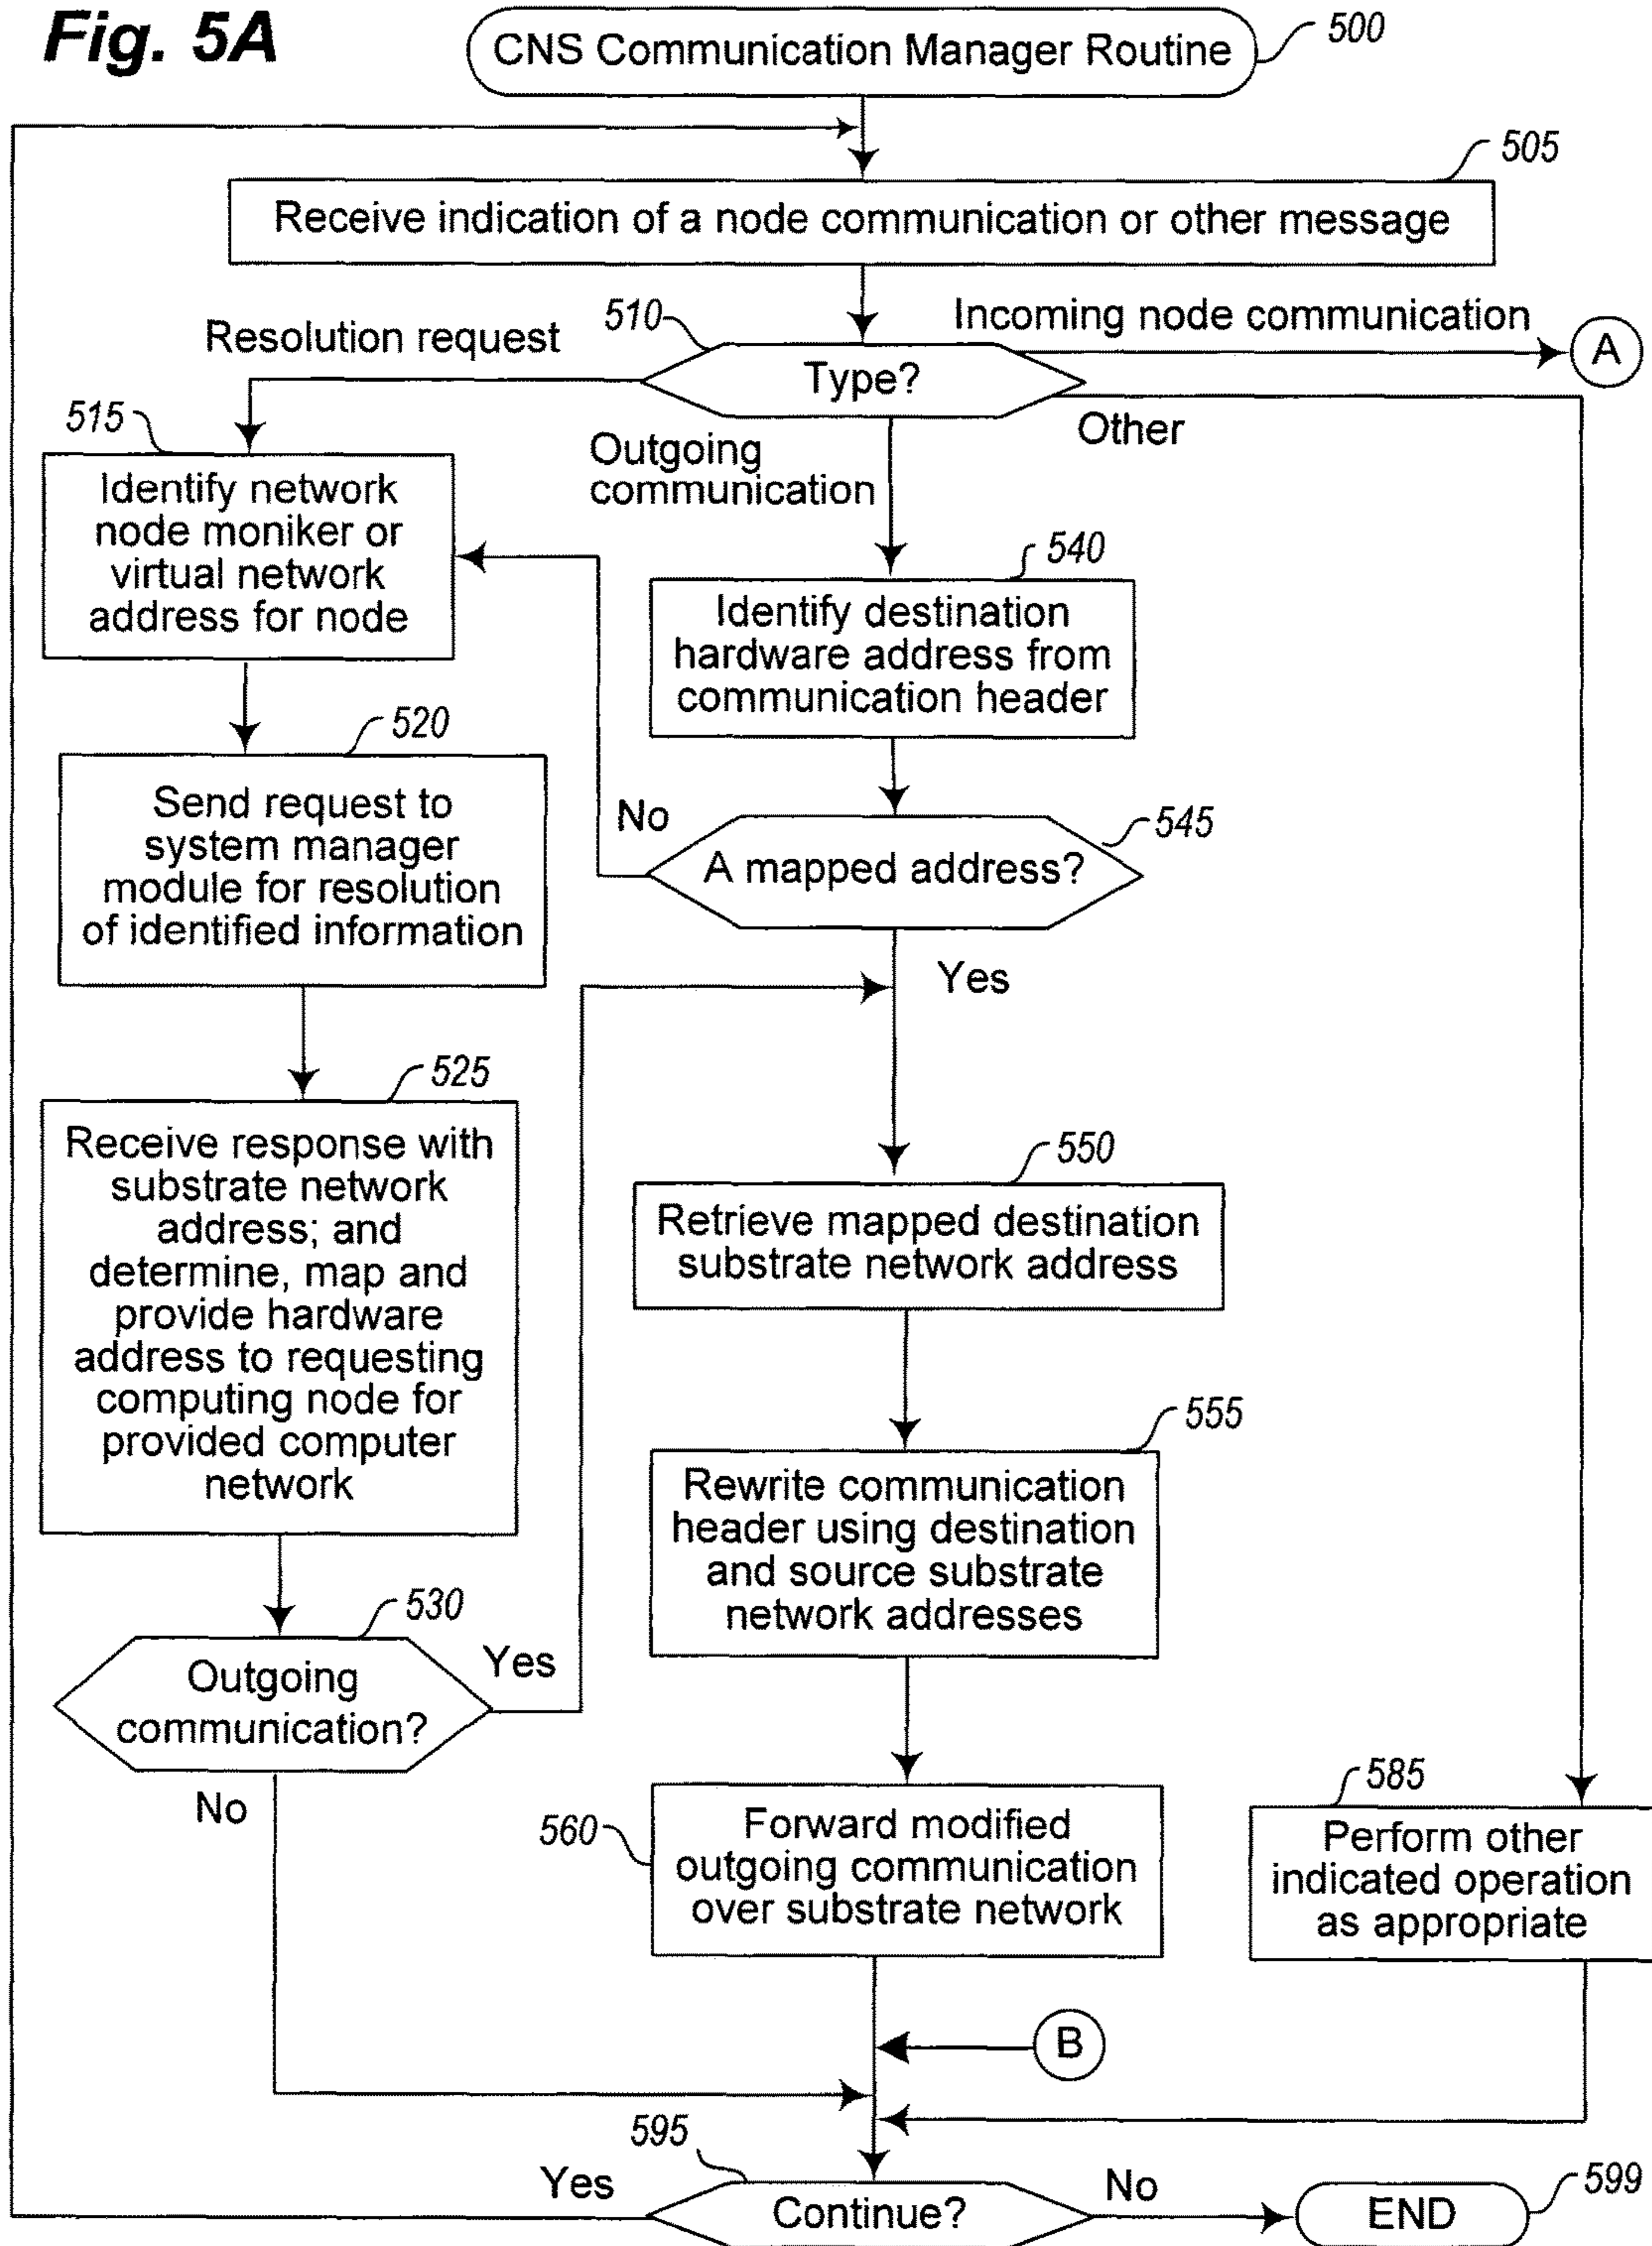 Fig. 5A
CNS Communication Manager Routine
500
505
Receive indication of a node communication or other message
Resolution request
510
Incoming node communication
A
Type?
Other
515
Outgoing
communication
Identify network
node moniker or
virtual network
address for node
540
Identify destination
hardware address from
communication header
520
Send request to
system manager
module for resolution
of identified information
No
545
A mapped address?
Yes
525
Receive response with
substrate network
address; and
determine, map and
provide hardware
address to requesting
computing node for
provided computer
network
550
Retrieve mapped destination
substrate network address
555
Rewrite communication
header using destination
and source substrate
network addresses
530
Outgoing
communication?
Yes
No
560
Forward modified
outgoing communication
over substrate network
585
Perform other
indicated operation
as appropriate
B
595
Yes
Continue?
No
END
599